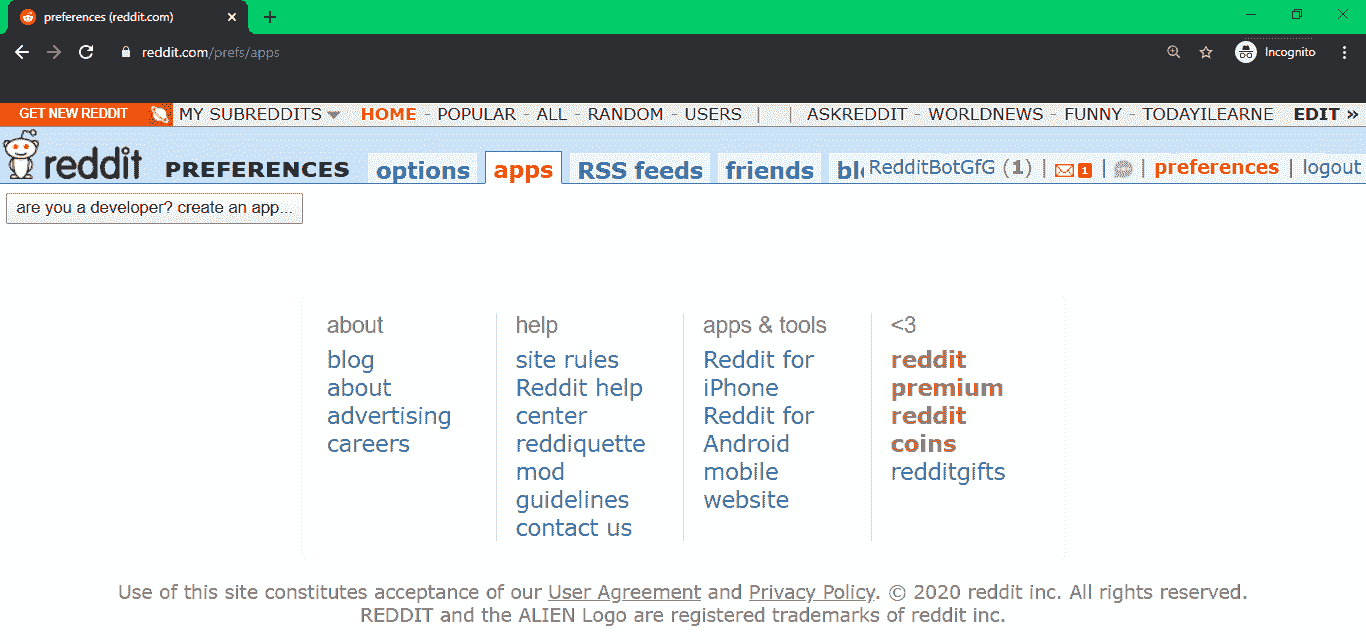 preferences (reddit.com)
reddit.com/prefs/apps
Incognito
GET NEW REDDIT MY SUBREDDITS HOME - POPULAR - ALL - RANDOM - USERS | | ASKREDDIT - WORLDNEWS - FUNNY - TODAYILEARNE EDIT »
reddit PREFERENCES options apps RSS feeds friends blo RedditBotGfG (1) | 1 | | preferences | logout
are you a developer? create an app...
about
blog
about
advertising
careers
help
site rules
Reddit help
center
reddiquette
mod
guidelines
contact us
apps & tools
Reddit for
iPhone
Reddit for
Android
mobile
website
<3
reddit
premium
reddit
coins
redditgifts
Use of this site constitutes acceptance of our User Agreement and Privacy Policy. © 2020 reddit inc. All rights reserved.
REDDIT and the ALIEN Logo are registered trademarks of reddit inc.